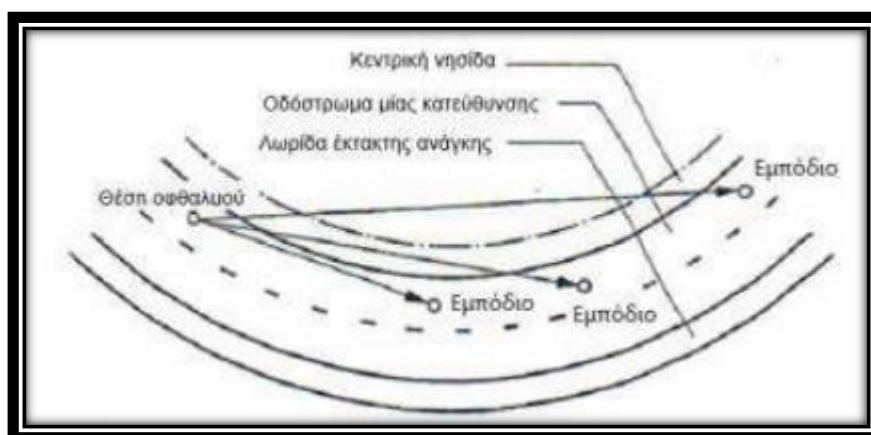 Κεντρική νησίδα
Οδόστρωμα μίας κατεύθυνσης
Λωρίδα έκτακτης ανάγκης
Εμπόδιο
Θέση οφθαλμού
Εμπόδιο
Εμπόδιο